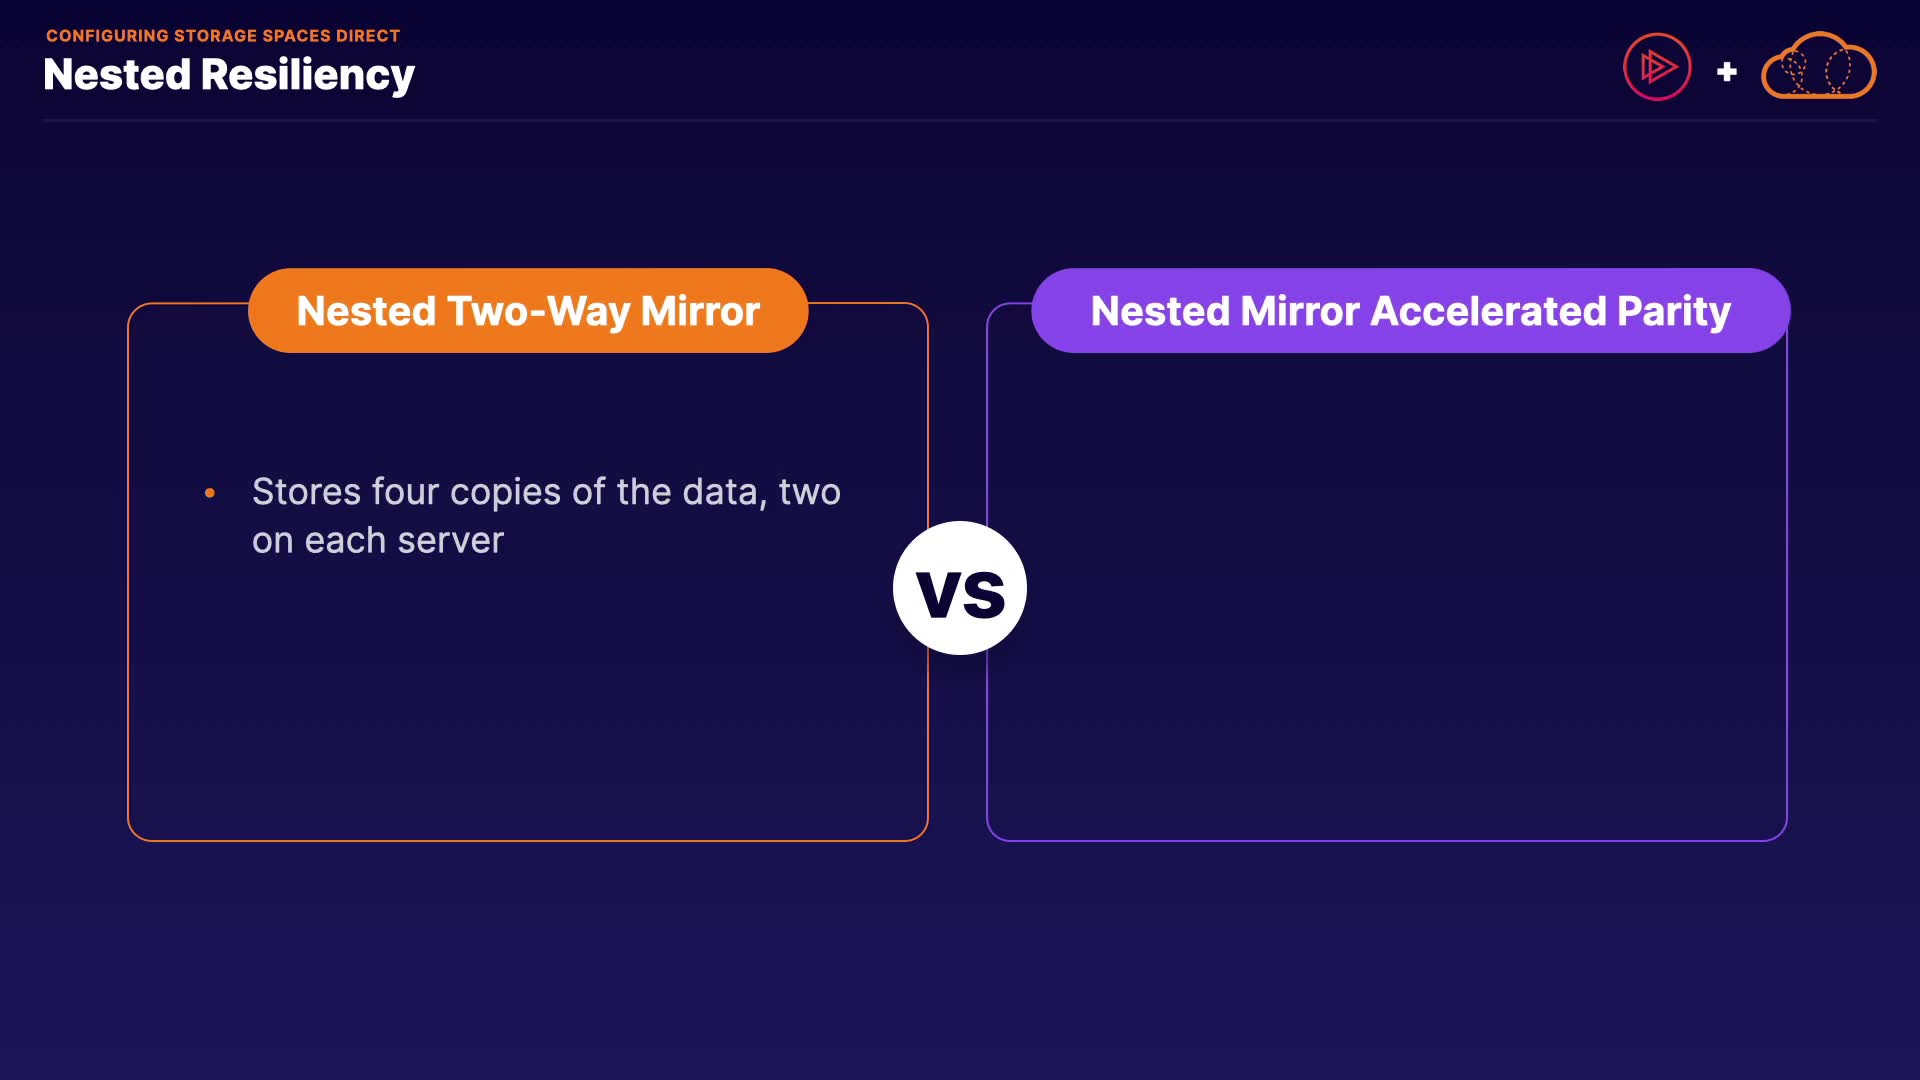 CONFIGURING STORAGE SPACES DIRECT
Nested Resiliency
+
Nested Two-Way Mirror
Nested Mirror Accelerated Parity
• Stores four copies of the data, two
on each server
VS